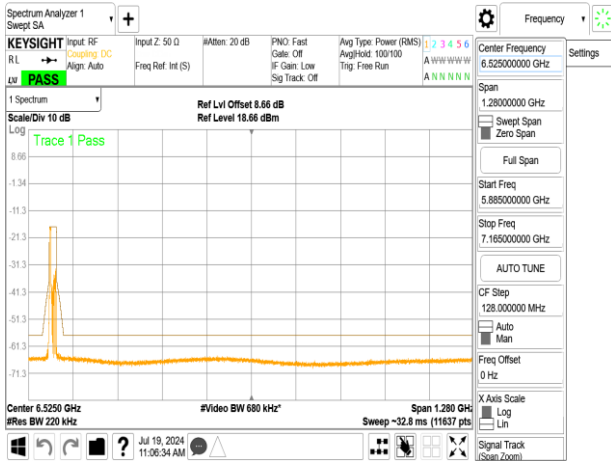 Spectrum Analyzer 1
Swept SA
Frequency
KEYSIGHT
Input: RF
Coupling: DC
Align: Auto
Input Z: 50 Ω
Freq Ref: Int (S)
#Atten: 20 dB
PNO: Fast
Gate: Off
IF Gain: Low
Sig Track: Off
Avg Type: Power (RMS)
Avg|Hold: 100/100
Trig: Free Run
1 2 3 4 5 6
A W W W W W
A N N N N N
R L
LXI
PASS
Center Frequency
6.525000000 GHz
Settings
Span
1.28000000 GHz
Swept Span
Zero Span
Full Span
Start Freq
5.885000000 GHz
Stop Freq
7.165000000 GHz
AUTO TUNE
CF Step
128.000000 MHz
Auto
Man
Freq Offset
0 Hz
X Axis Scale
Log
Lin
Signal Track
(Span Zoom)
1 Spectrum
Scale/Div 10 dB
Ref Lvl Offset 8.66 dB
Ref Level 18.66 dBm
Log
Trace 1 Pass
8.66
-1.34
-11.3
-21.3
-31.3
-41.3
-51.3
-61.3
-71.3
Center 6.5250 GHz
#Video BW 680 kHz*
Span 1.280 GHz
#Res BW 220 kHz
Sweep ~32.8 ms (11637 pts
Jul 19, 2024
11:06:34 AM